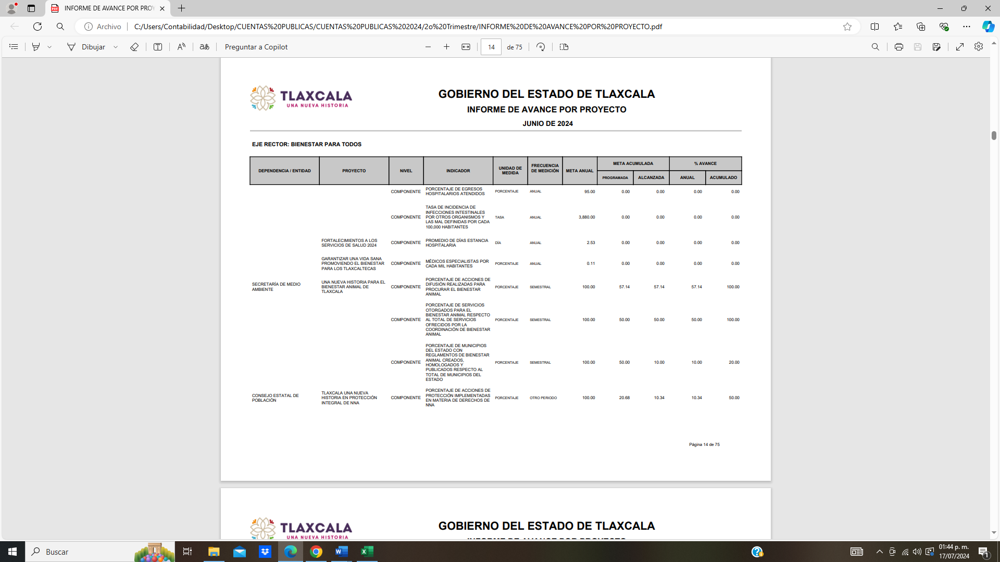 INFORME DE AVANCE POR PROY
Archivo
C:/Users/Contabilidad/Desktop/CUENTAS%20PUBLICAS/CUENTAS%20PUBLICAS%202024/2o%20Trimestre/INFORME%20DE%20AVANCE%20POR%20PROYECTO.pdf
Dibujar
Preguntar a Copilot
14 de 75
TLAXCALA
UNA NUEVA HISTORIA
GOBIERNO DEL ESTADO DE TLAXCALA
INFORME DE AVANCE POR PROYECTO
JUNIO DE 2024
EJE RECTOR: BIENESTAR PARA TODOS
DEPENDENCIA / ENTIDAD PROYECTO NIVEL INDICADOR UNIDAD DE MEDIDA FRECUENCIA DE MEDICIÓN META ANUAL META ACUMULADA % AVANCE
PROGRAMADA ALCANZADA ANUAL ACUMULADO
COMPONENTE PORCENTAJE DE EGRESOS HOSPITALARIOS ATENDIDOS PORCENTAJE ANUAL 95.00 0.00 0.00 0.00 0.00
COMPONENTE TASA DE INCIDENCIA DE INFECCIONES INTESTINALES POR OTROS ORGANISMOS Y LAS MAL DEFINIDAS POR CADA 100,000 HABITANTES TASA ANUAL 3,880.00 0.00 0.00 0.00 0.00
FORTALECIMIENTOS A LOS SERVICIOS DE SALUD 2024 COMPONENTE PROMEDIO DE DÍAS ESTANCIA HOSPITALARIA DÍA ANUAL 2.53 0.00 0.00 0.00 0.00
GARANTIZAR UNA VIDA SANA PROMOVIENDO EL BIENESTAR PARA LOS TLAXCALTECAS COMPONENTE MÉDICOS ESPECIALISTAS POR CADA MIL HABITANTES PORCENTAJE ANUAL 0.11 0.00 0.00 0.00 0.00
SECRETARÍA DE MEDIO AMBIENTE UNA NUEVA HISTORIA PARA EL BIENESTAR ANIMAL DE TLAXCALA COMPONENTE PORCENTAJE DE ACCIONES DE DIFUSIÓN REALIZADAS PARA PROCURAR EL BIENESTAR ANIMAL PORCENTAJE SEMESTRAL 100.00 57.14 57.14 57.14 100.00
COMPONENTE PORCENTAJE DE SERVICIOS OTORGADOS PARA EL BIENESTAR ANIMAL RESPECTO AL TOTAL DE SERVICIOS OFRECIDOS POR LA COORDINACIÓN DE BIENESTAR ANIMAL PORCENTAJE SEMESTRAL 100.00 50.00 50.00 50.00 100.00
COMPONENTE PORCENTAJE DE MUNICIPIOS DEL ESTADO CON REGLAMENTOS DE BIENESTAR ANIMAL CREADOS, HOMOLOGADOS Y PUBLICADOS RESPECTO AL TOTAL DE MUNICIPIOS DEL ESTADO PORCENTAJE SEMESTRAL 100.00 50.00 10.00 10.00 20.00
CONSEJO ESTATAL DE POBLACIÓN TLAXCALA UNA NUEVA HISTORIA EN PROTECCIÓN INTEGRAL DE NNA COMPONENTE PORCENTAJE DE ACCIONES DE PROTECCIÓN IMPLEMENTADAS EN MATERIA DE DERECHOS DE NNA PORCENTAJE OTRO PERIODO 100.00 20.68 10.34 10.34 50.00
Página 14 de 75
TLAXCALA
UNA NUEVA HISTORIA
GOBIERNO DEL ESTADO DE TLAXCALA
INFORME DE AVANCE POR PROYECTO
Buscar
01:44 p. m.
17/07/2024
1